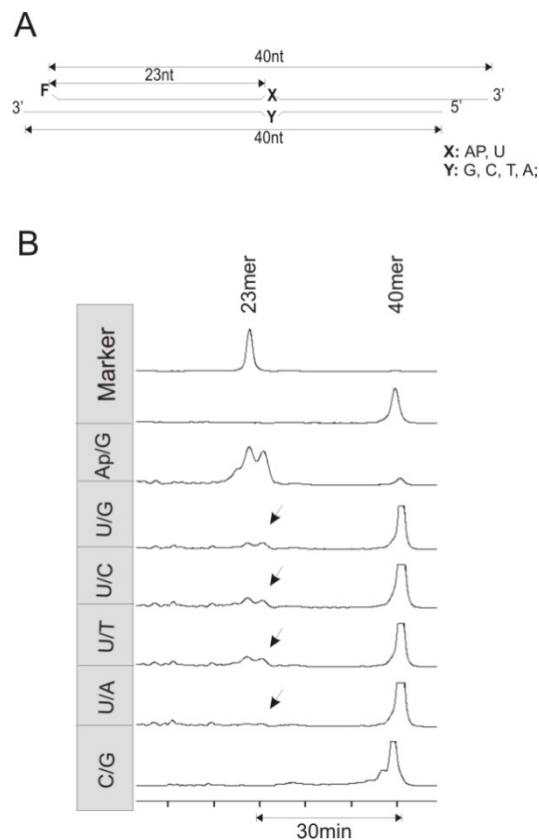 A
40nt
23nt
F
X
3'
3'
Y
5'
40nt
X: AP, U
Y: G, C, T, A;
B
23mer
40mer
Marker
Ap/G
U/G
U/C
U/T
U/A
C/G
30min